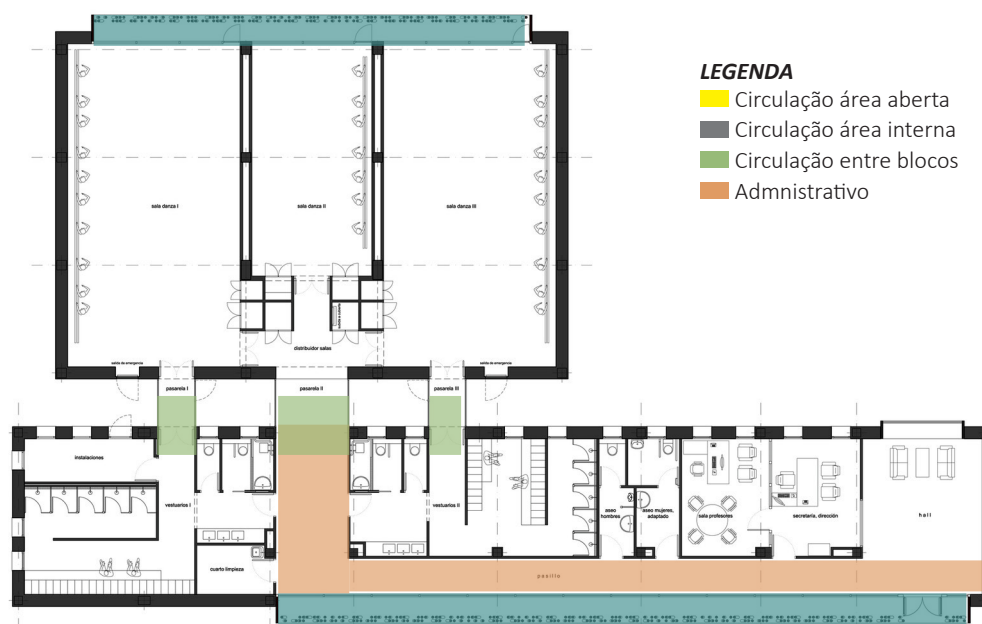 LEGENDA
Circulação área aberta
Circulação área interna
Circulação entre blocos
Admnistrativo
sala danza I
sala danza II
sala danza III
distribuidor salas
salida de emergencia
salida de emergencia
pasarela I
pasarela II
pasarela III
instalaciones
vestuarios I
vestuarios II
aseo
hombres
aseo mujeres,
adaptado
sala profesores
secretaria, dirección
hall
cuarto limpieza
pasillo